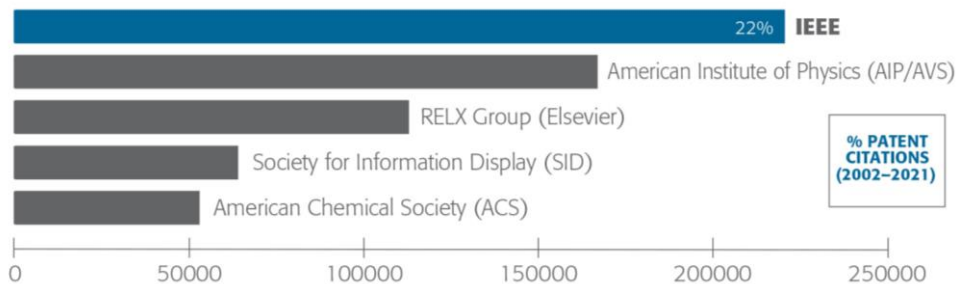 22% IEEE
American Institute of Physics (AIP/AVS)
RELX Group (Elsevier)
Society for Information Display (SID)
American Chemical Society (ACS)
% PATENT
CITATIONS
(2002–2021)
0 50000 100000 150000 200000 250000